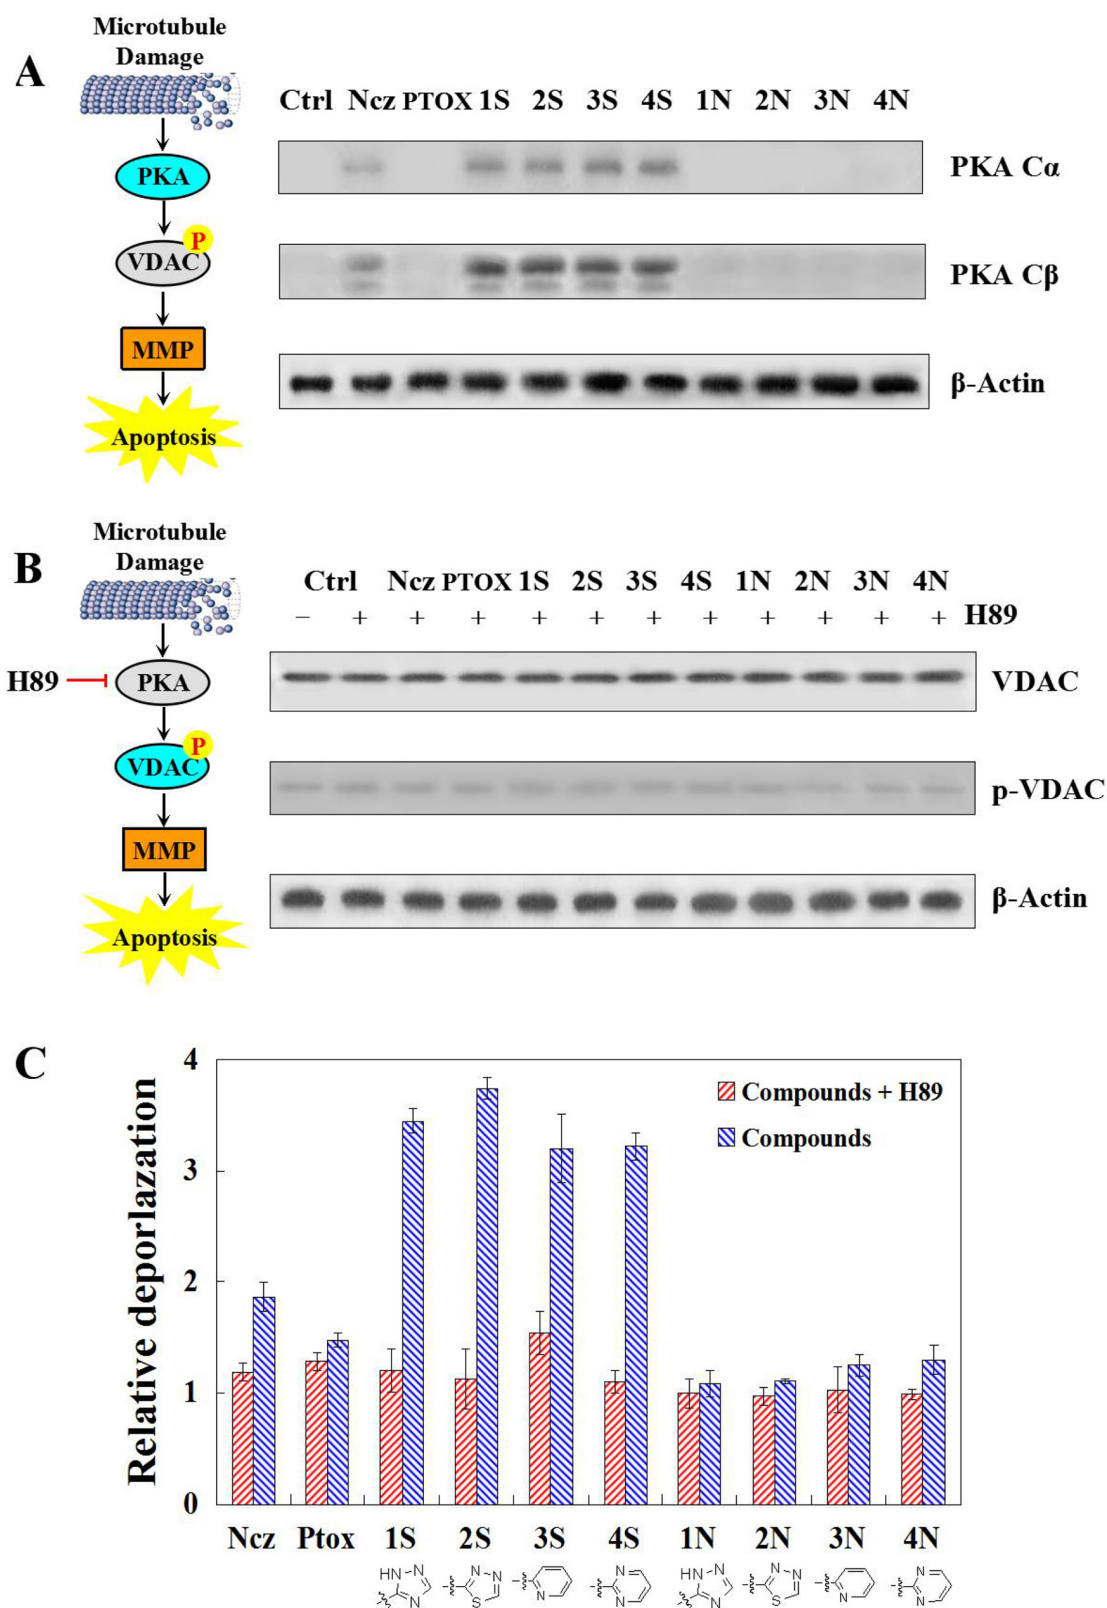 A
Microtubule
Damage
PKA
P
VDAC
MMP
Apoptosis
Ctrl Ncz PTOX 1S 2S 3S 4S 1N 2N 3N 4N
PKA Cα
PKA Cβ
β-Actin
B
Microtubule
Damage
H89
PKA
P
VDAC
MMP
Apoptosis
Ctrl Ncz PTOX 1S 2S 3S 4S 1N 2N 3N 4N
− + + + + + + + + + + + H89
VDAC
p-VDAC
β-Actin
C
Relative deporlazation
4
3
2
1
0
Compounds + H89
Compounds
Ncz Ptox 1S 2S 3S 4S 1N 2N 3N 4N
HN N N
N N S
N
N N
HN N N
N N S
N
N N